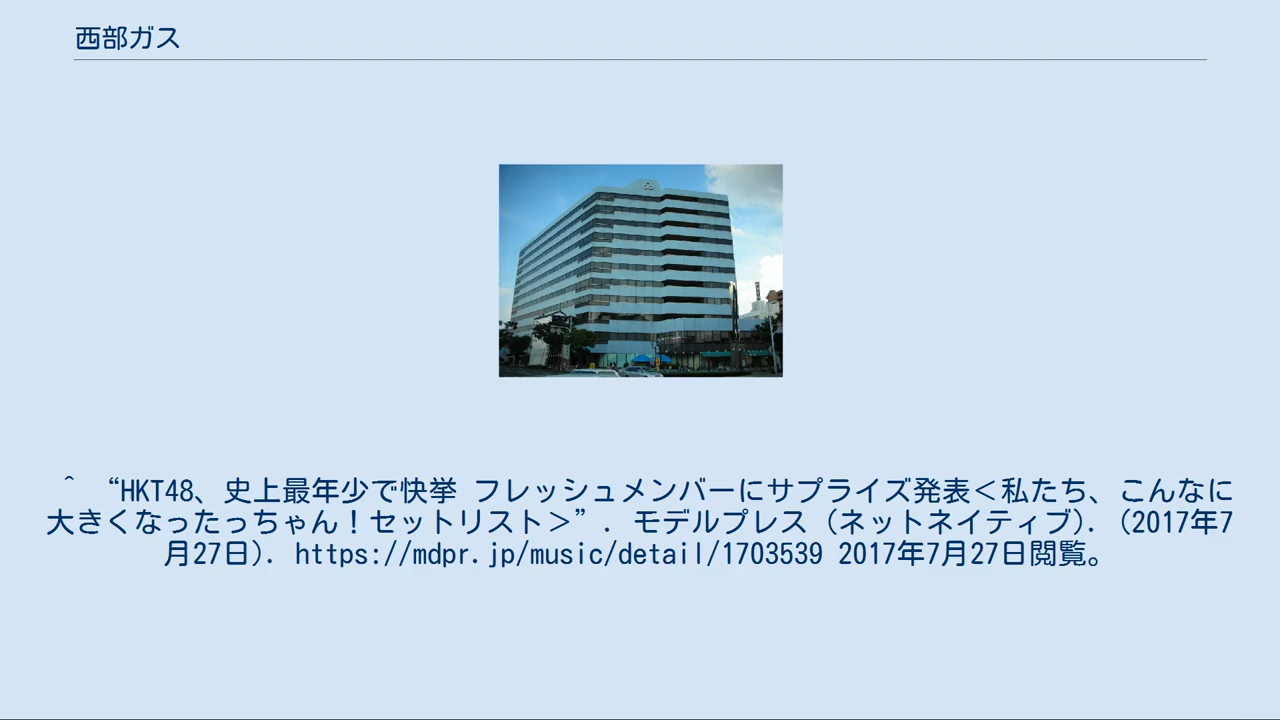 西部ガス
^ “HKT48、史上最年少で快挙 フレッシュメンバーにサプライズ発表＜私たち、こんなに
大きくなったたっちゃん！セットリスト＞”. モデルプレス (ネットネイティブ). (2017年7
月27日). https://mdpr.jp/music/detail/1703539 2017年7月27日閲覧。